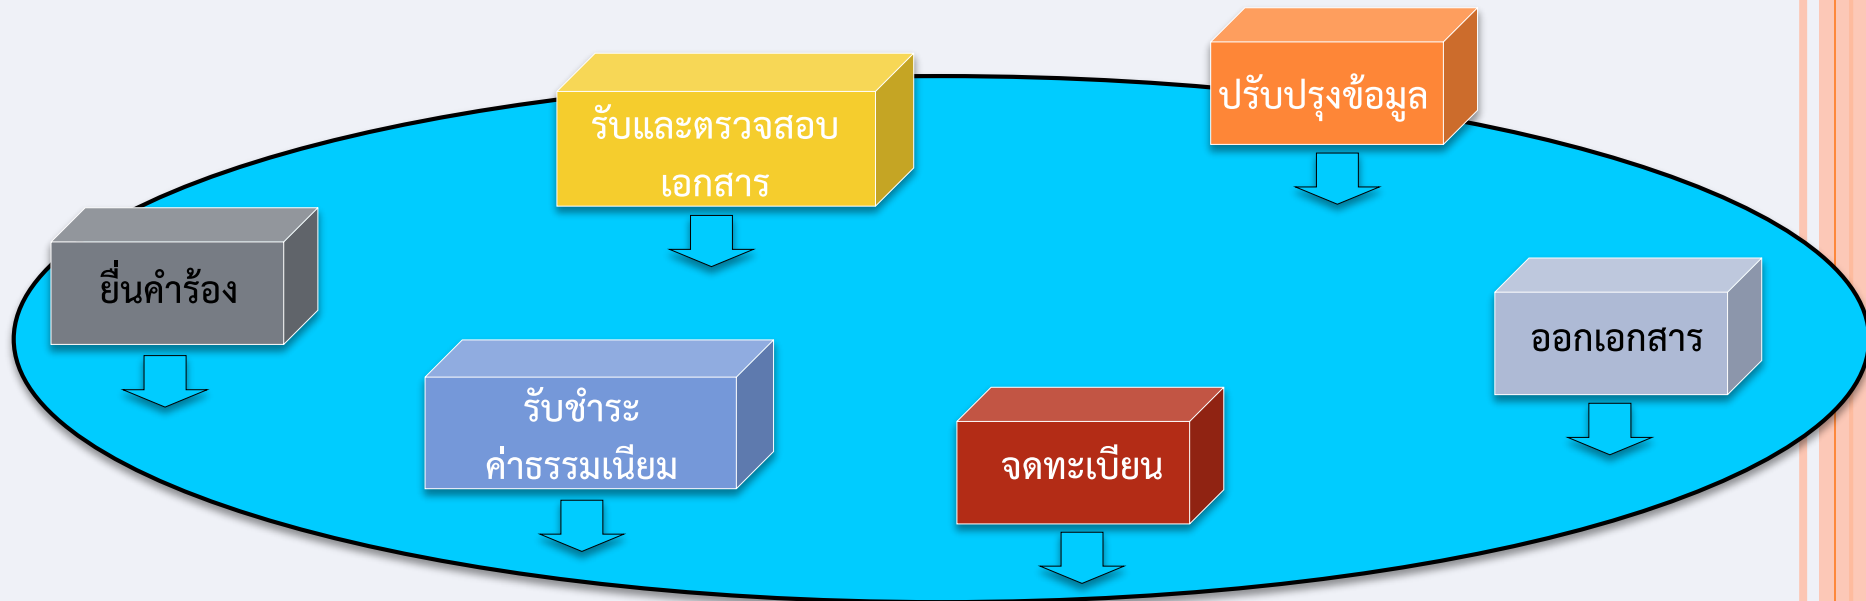 ปรับปรุงข้อมูล
รับและตรวจสอบ
เอกสาร
ยื่นคำร้อง
ออกเอกสาร
รับชำระ
ค่าธรรมเนียม
จดทะเบียน